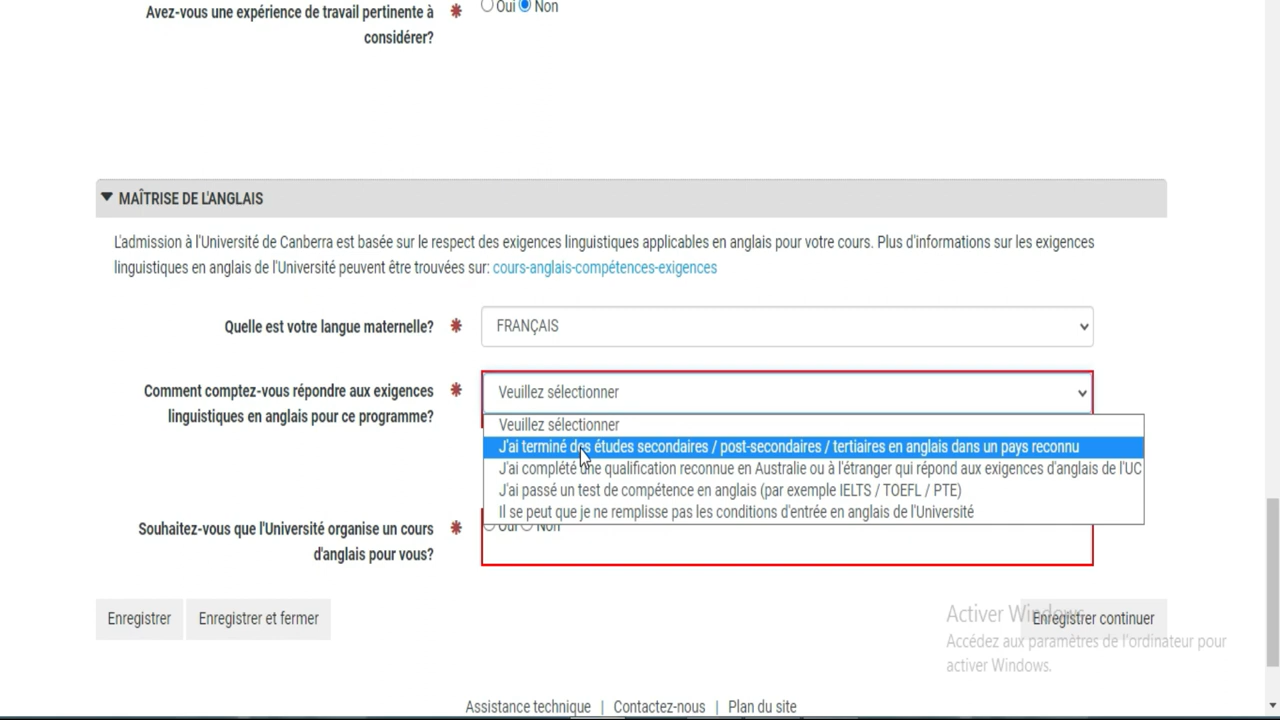 Avez-vous une expérience de travail pertinente à ✱ Oui Non
considérer?
MAÎTRISE DE L'ANGLAIS
L'admission à l'Université de Canberra est basée sur le respect des exigences linguistiques applicables en anglais pour votre cours. Plus d'informations sur les exigences
linguistiques en anglais de l'Université peuvent être trouvées sur: cours-anglais-compétences-exigences
Quelle est votre langue maternelle? ✱ FRANÇAIS
Comment comptez-vous répondre aux exigences ✱ Veuillez sélectionner
linguistiques en anglais pour ce programme?
Veuillez sélectionner
J'ai terminé des études secondaires / post-secondaires / tertiaires en anglais dans un pays reconnu
J'ai complété une qualification reconnue en Australie ou à l'étranger qui répond aux exigences d'anglais de l'UC
J'ai passé un test de compétence en anglais (par exemple IELTS / TOEFL / PTE)
Il se peut que je ne remplisse pas les conditions d'entrée en anglais de l'Université
Souhaitez-vous que l'Université organise un cours ✱ Oui Non
d'anglais pour vous?
Enregistrer Enregistrer et fermer Enregistrer continuer
Activer Windows
Accédez aux paramètres de l'ordinateur pour
activer Windows.
Assistance technique | Contactez-nous | Plan du site